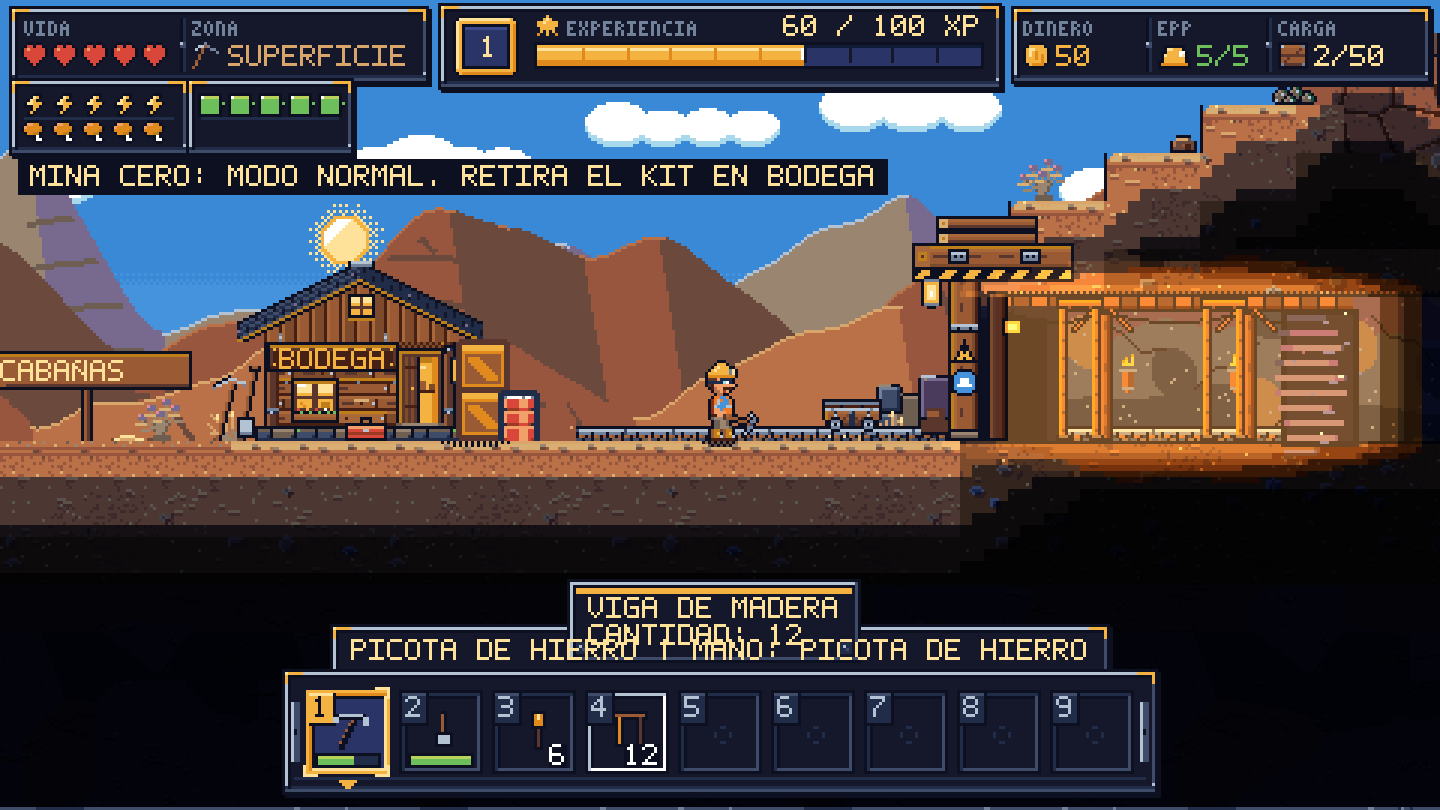 VIDA
ZONA
SUPERFICIE
1
EXPERIENCIA
60 / 100 XP
DINERO
50
EPP
5/5
CARGA
2/50
MINA CERO: MODO NORMAL. RETIRA EL KIT EN BODEGA
CABAÑAS
BODEGA
VIGA DE MADERA
CANTIDAD: 12
PICOTA DE HIERRO | MANO: PICOTA DE HIERRO
1
2
3
6
4
12
5
6
7
8
9